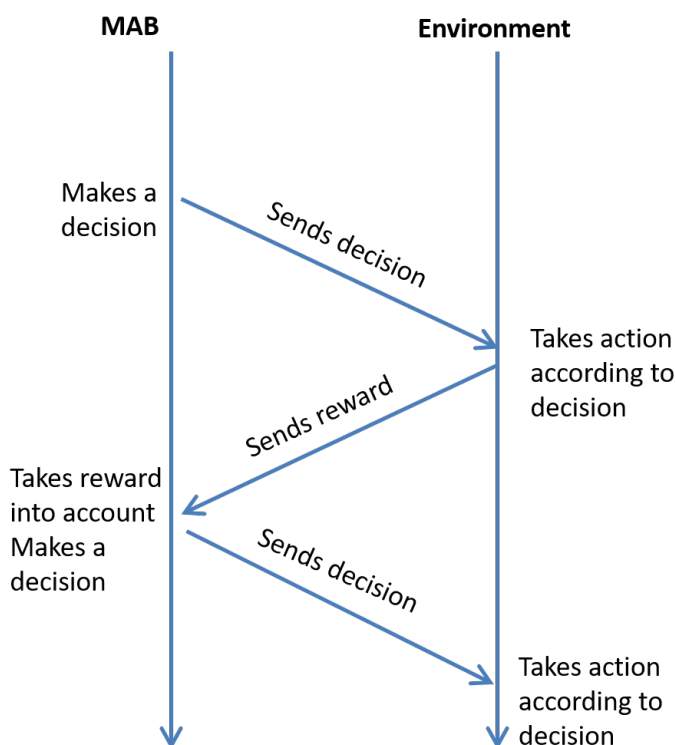 MAB
Environment
Makes a
decision
Sends decision
Takes action
according to
decision
Sends reward
Takes reward
into account
Makes a
decision
Sends decision
Takes action
according to
decision